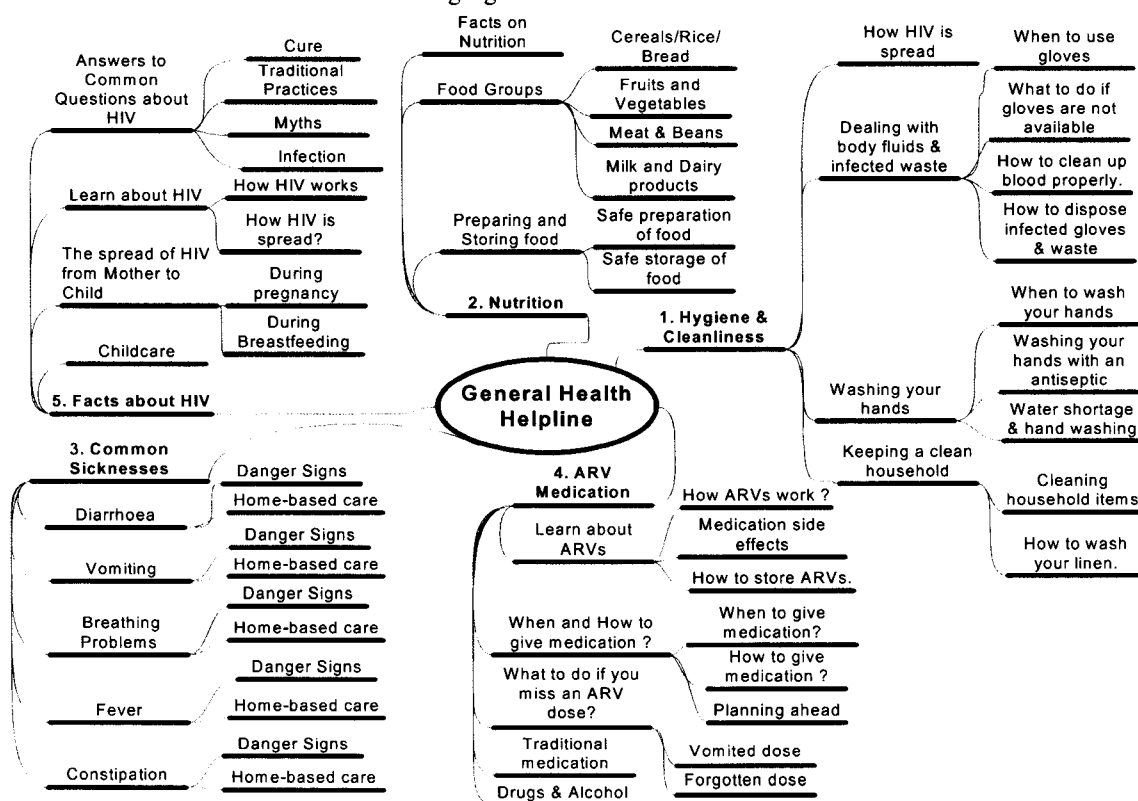 General Health
Helpline
1. Hygiene &
Cleanliness
How HIV is
spread
Dealing with
body fluids &
infected waste
When to use
gloves
What to do if
gloves are not
available
How to clean up
blood properly.
How to dispose
infected gloves
& waste
Washing your
hands
When to wash
your hands
Washing your
hands with an
antiseptic
Water shortage
& hand washing
Keeping a clean
household
Cleaning
household items
How to wash
your linen.
2. Nutrition
Facts on
Nutrition
Food Groups
Cereals/Rice/
Bread
Fruits and
Vegetables
Meat & Beans
Milk and Dairy
products
Preparing and
Storing food
Safe preparation
of food
Safe storage of
food
3. Common
Sicknesses
Diarrhoea
Danger Signs
Home-based care
Vomiting
Danger Signs
Home-based care
Breathing
Problems
Danger Signs
Home-based care
Fever
Danger Signs
Home-based care
Constipation
Danger Signs
Home-based care
4. ARV
Medication
Learn about
ARVs
How ARVs work ?
Medication side
effects
How to store ARVs.
When and How to
give medication ?
When to give
medication?
How to give
medication ?
Planning ahead
What to do if you
miss an ARV
dose?
Vomited dose
Forgotten dose
Traditional
medication
Drugs & Alcohol
5. Facts about HIV
Answers to
Common
Questions about
HIV
Cure
Traditional
Practices
Myths
Infection
Learn about HIV
How HIV works
How HIV is
spread?
The spread of HIV
from Mother to
Child
During
pregnancy
During
Breastfeeding
Childcare